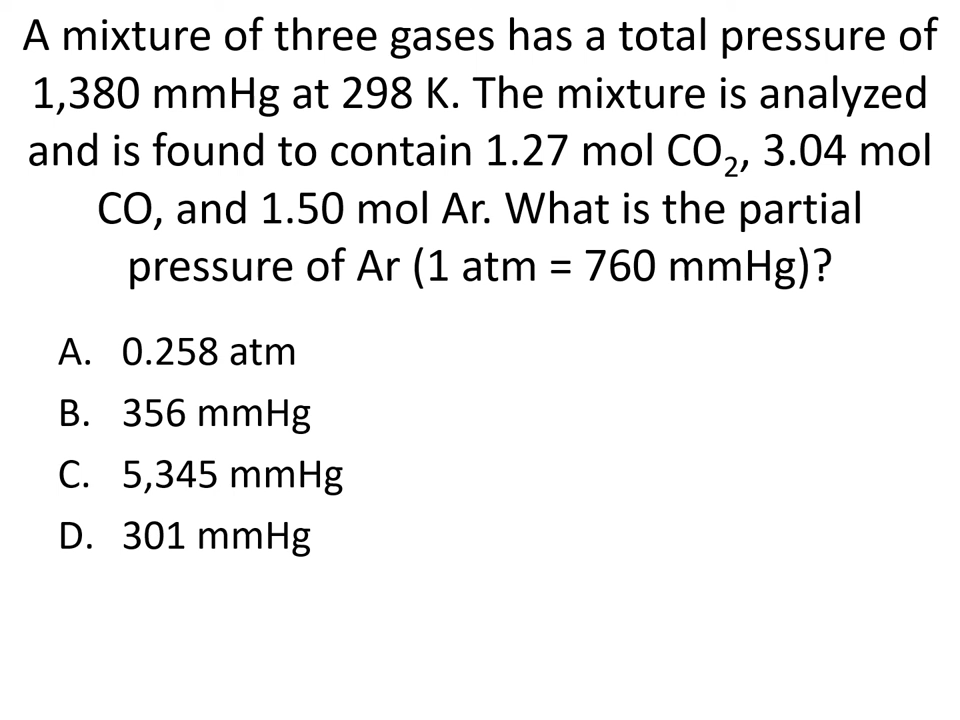 A mixture of three gases has a total pressure of
1,380 mmHg at 298 K. The mixture is analyzed
and is found to contain 1.27 mol CO₂, 3.04 mol
CO, and 1.50 mol Ar. What is the partial
pressure of Ar (1 atm = 760 mmHg)?
A. 0.258 atm
B. 356 mmHg
C. 5,345 mmHg
D. 301 mmHg